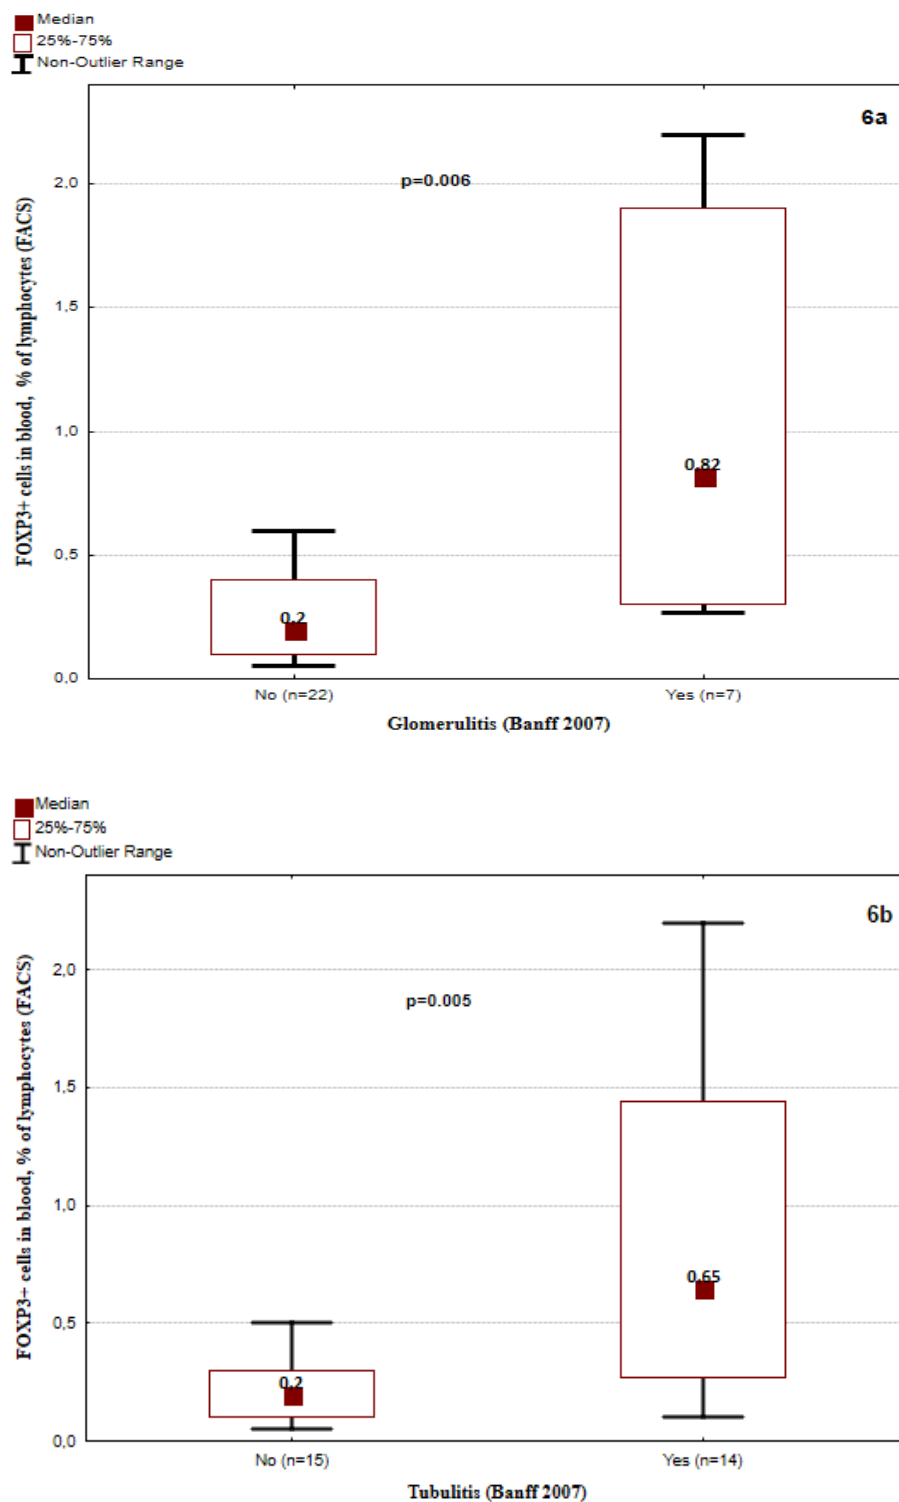 Median
25%-75%
Non-Outlier Range
6a
p=0.006
2,0
1,5
1,0
0,5
0,0
FOXP3+ cells in blood, % of lymphocytes (FACS)
0.82
0.2
No (n=22)
Yes (n=7)
Glomerulitis (Banff 2007)
Median
25%-75%
Non-Outlier Range
6b
p=0.005
2,0
1,5
1,0
0,5
0,0
FOXP3+ cells in blood, % of lymphocytes (FACS)
0.65
0.2
No (n=15)
Yes (n=14)
Tubulitis (Banff 2007)